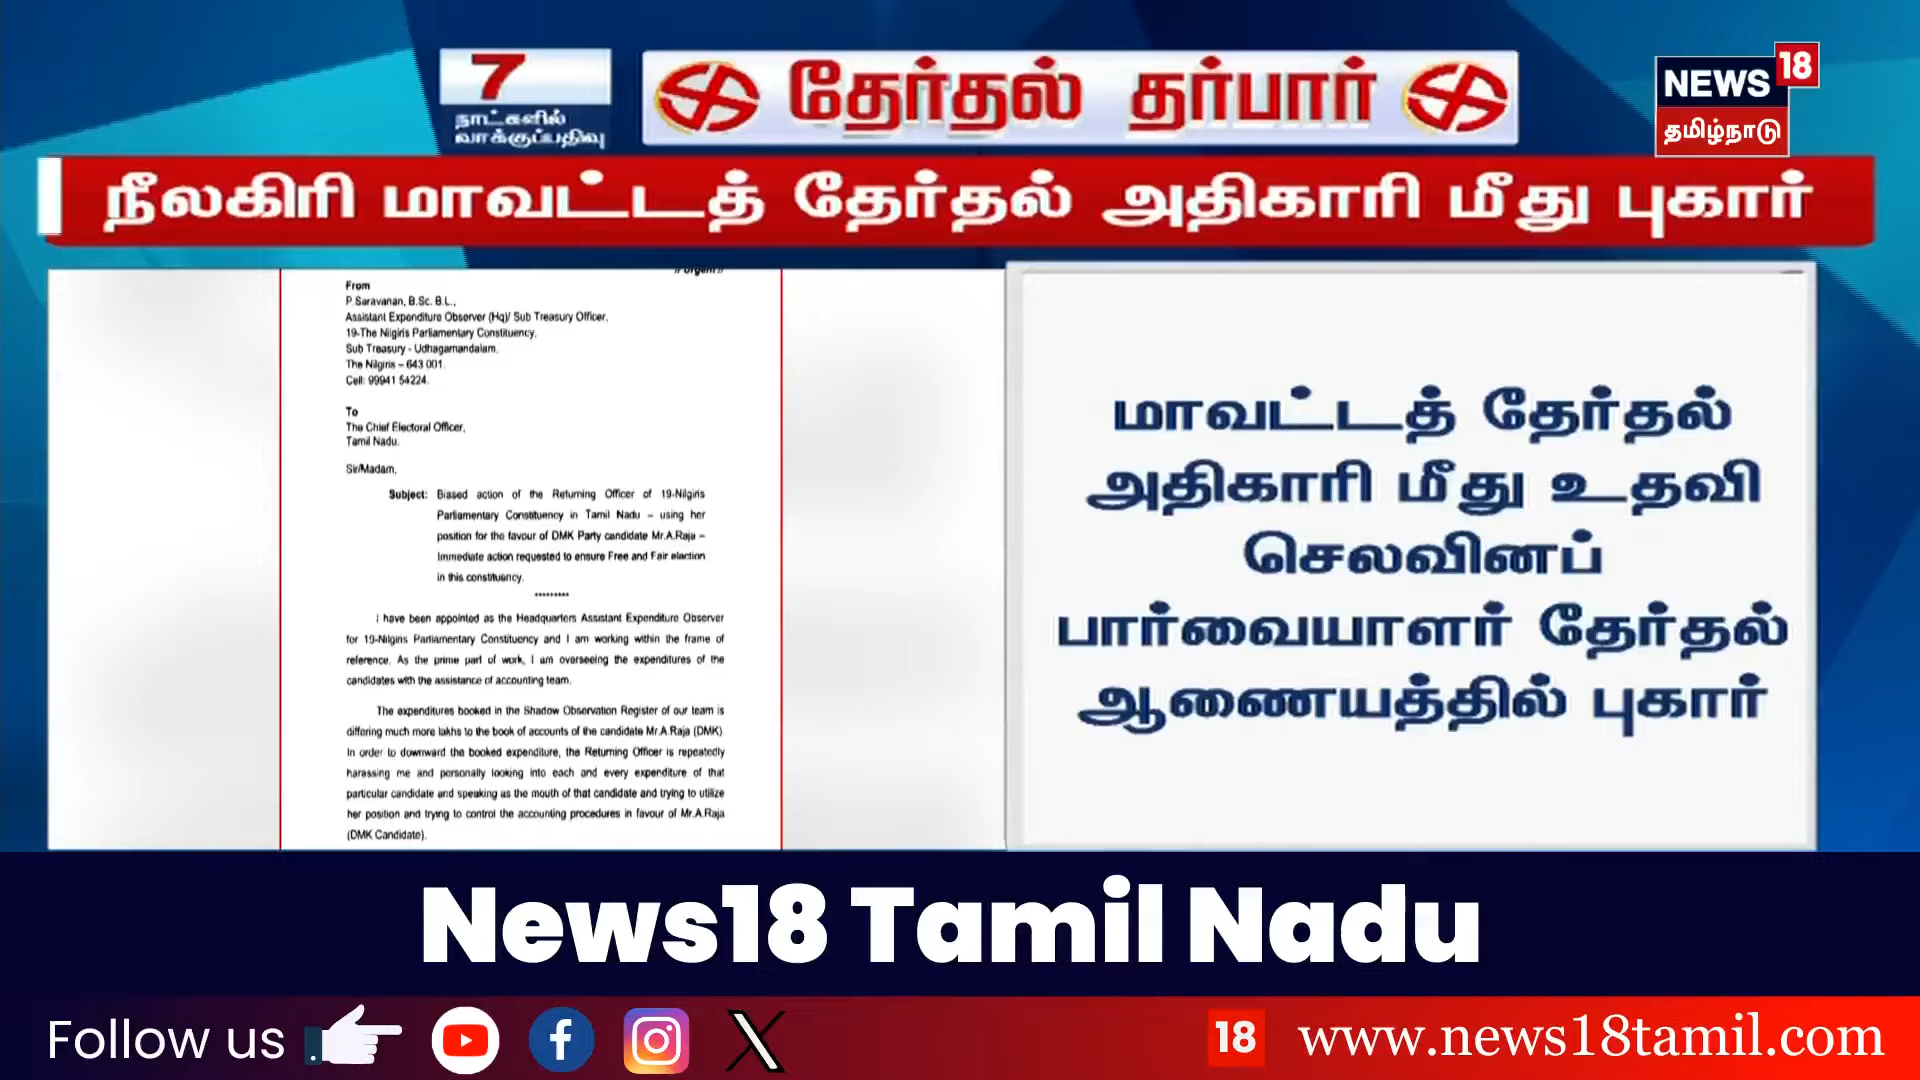 7
நாட்களில்
வாக்குப்பதிவு
தேர்தல் தர்பார்
NEWS 18
தமிழ்நாடு
நீலகிரி மாவட்டத் தேர்தல் அதிகாரி மீது புகார்
// Urgent //
From
P.Saravanan, B.Sc. B.L.,
Assistant Expenditure Observer (Hq)/ Sub Treasury Officer,
19-The Nilgiris Parliamentary Constituency,
Sub Treasury - Udhagamandalam,
The Nilgiris – 643 001.
Cell: 99941 54224.
To
The Chief Electoral Officer,
Tamil Nadu.
Sir/Madam,
Subject: Biased action of the Returning Officer of 19-Nilgiris
Parliamentary Constituency in Tamil Nadu – using her
position for the favour of DMK Party candidate Mr.A.Raja –
Immediate action requested to ensure Free and Fair election
in this constituency.
*********
I have been appointed as the Headquarters Assistant Expenditure Observer
for 19-Nilgiris Parliamentary Constituency and I am working within the frame of
reference. As the prime part of work, I am overseeing the expenditures of the
candidates with the assistance of accounting team.
The expenditures booked in the Shadow Observation Register of our team is
differing much more lakhs to the book of accounts of the candidate Mr.A.Raja (DMK).
In order to downward the booked expenditure, the Returning Officer is repeatedly
harassing me and personally looking into each and every expenditure of that
particular candidate and speaking as the mouth of that candidate and trying to utilize
her position and trying to control the accounting procedures in favour of Mr.A.Raja
(DMK Candidate).
மாவட்டத் தேர்தல்
அதிகாரி மீது உதவி
செலவினப்
பார்வையாளர் தேர்தல்
ஆணையத்தில் புகார்
News18 Tamil Nadu
Follow us
18 www.news18tamil.com